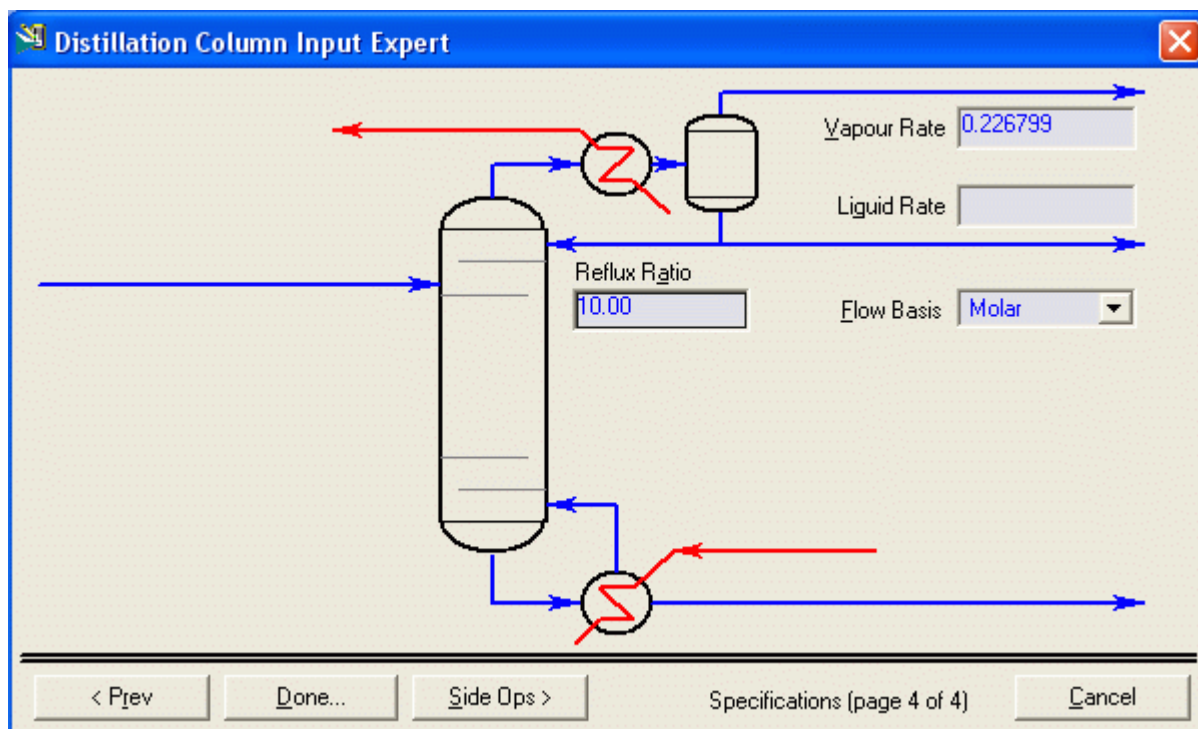 Distillation Column Input Expert
Vapour Rate 0.226799
Liquid Rate
Reflux Ratio
10.00
Flow Basis Molar
< Prev Done... Side Ops > Specifications (page 4 of 4) Cancel